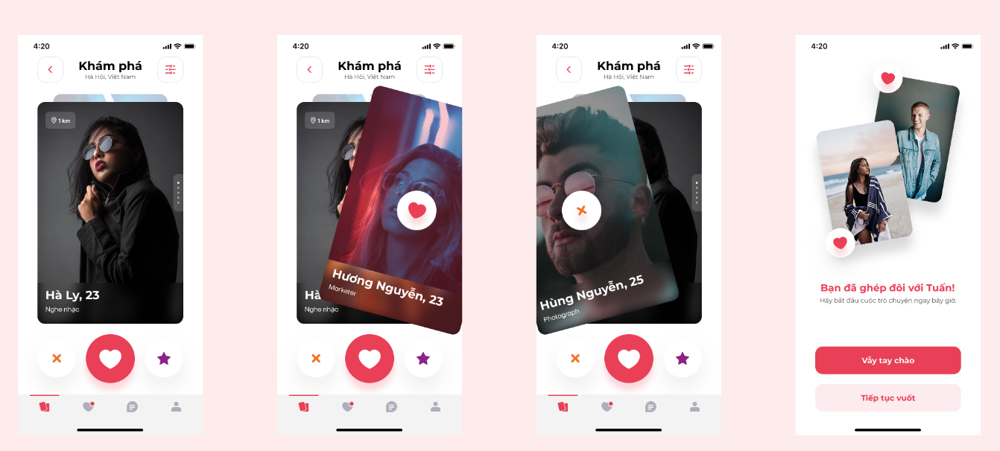 4:20
Khám phá
Hà Hội, Việt Nam
1 km
Hà Ly, 23
Nghe nhạc
4:20
Khám phá
Hà Hội, Việt Nam
1 km
Hương Nguyễn, 23
Marketer
Hà
Nghe nhạc
4:20
Khám phá
Hà Hội, Việt Nam
Hùng Nguyễn, 25
Photograph
4:20
Bạn đã ghép đôi với Tuấn!
Hãy bắt đầu cuộc trò chuyện ngay bây giờ.
Vẫy tay chào
Tiếp tục vuốt